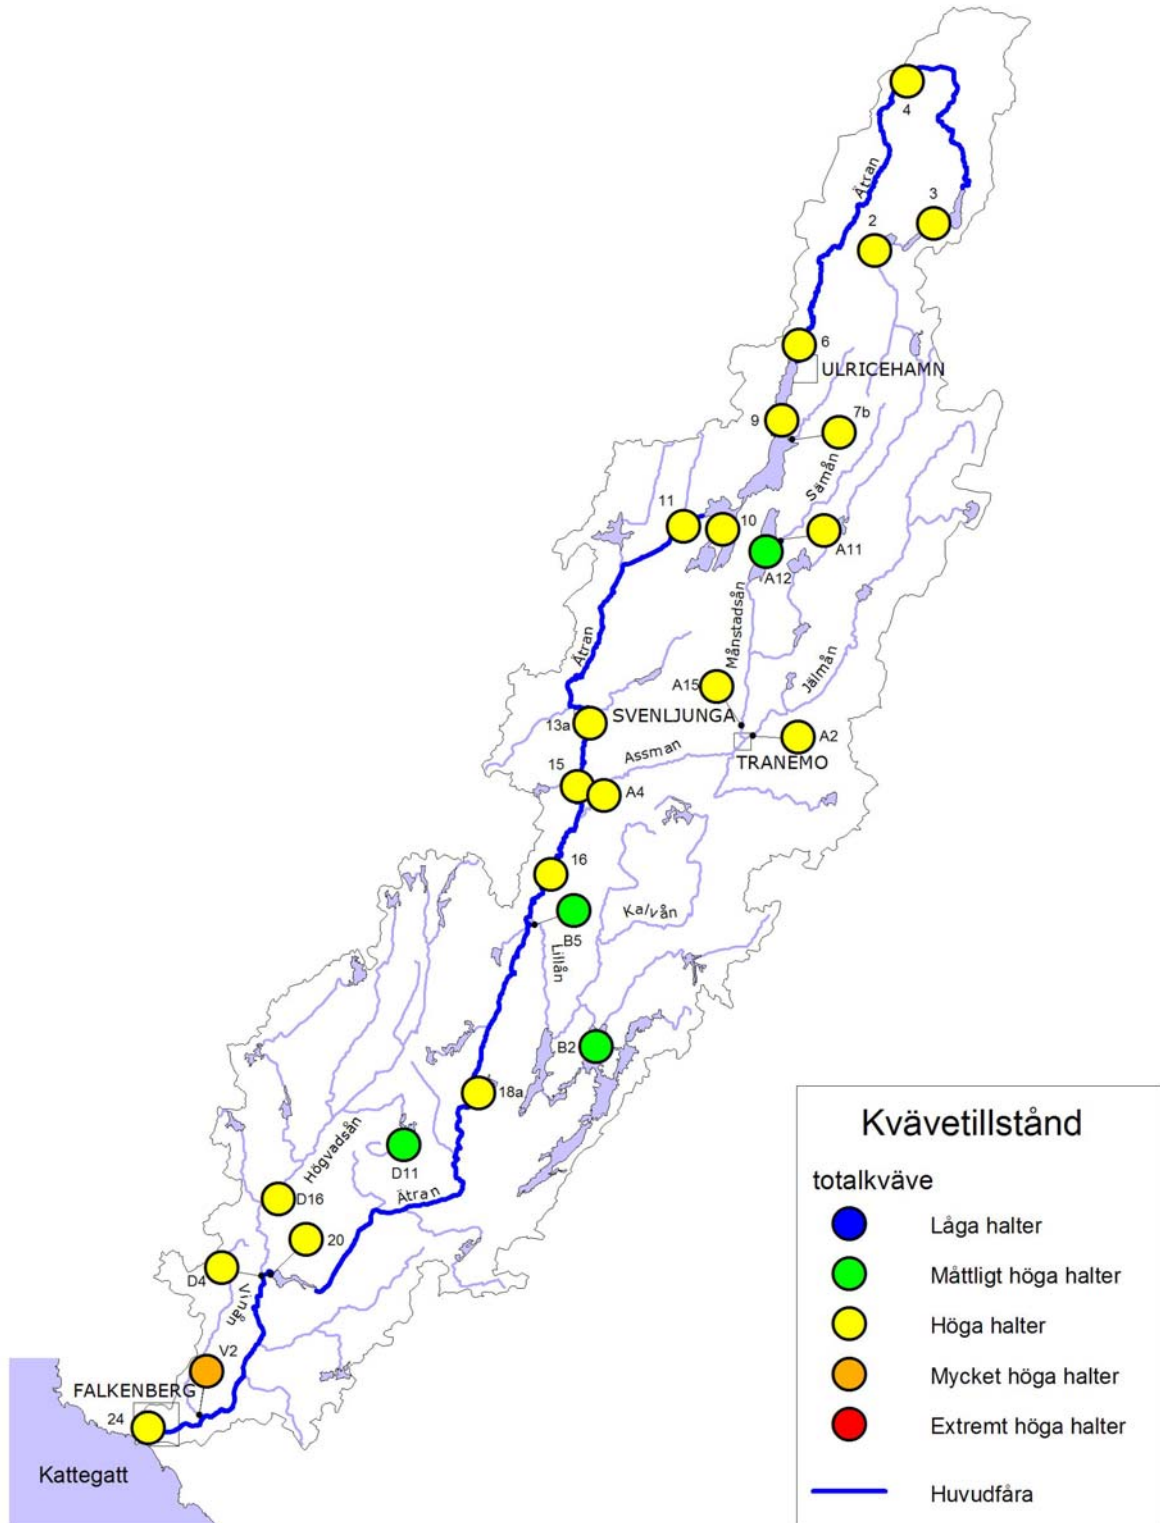 4
Ätran
3
2
6
ULRICEHAMN
9
7b
Sämån
11
10
A11
A12
Månstadsån
Ätran
Jälmån
A15
SVENLJUNGA
13a
A2
Assman
TRANEMO
15
A4
16
Kalvån
B5
Lillån
B2
18a
Högvadsån
D11
Ätran
D16
20
D4
Vinån
V2
FALKENBERG
24
Kattegatt
Kvävetillstånd
totalkväve
Låga halter
Måttligt höga halter
Höga halter
Mycket höga halter
Extremt höga halter
Huvudfåra